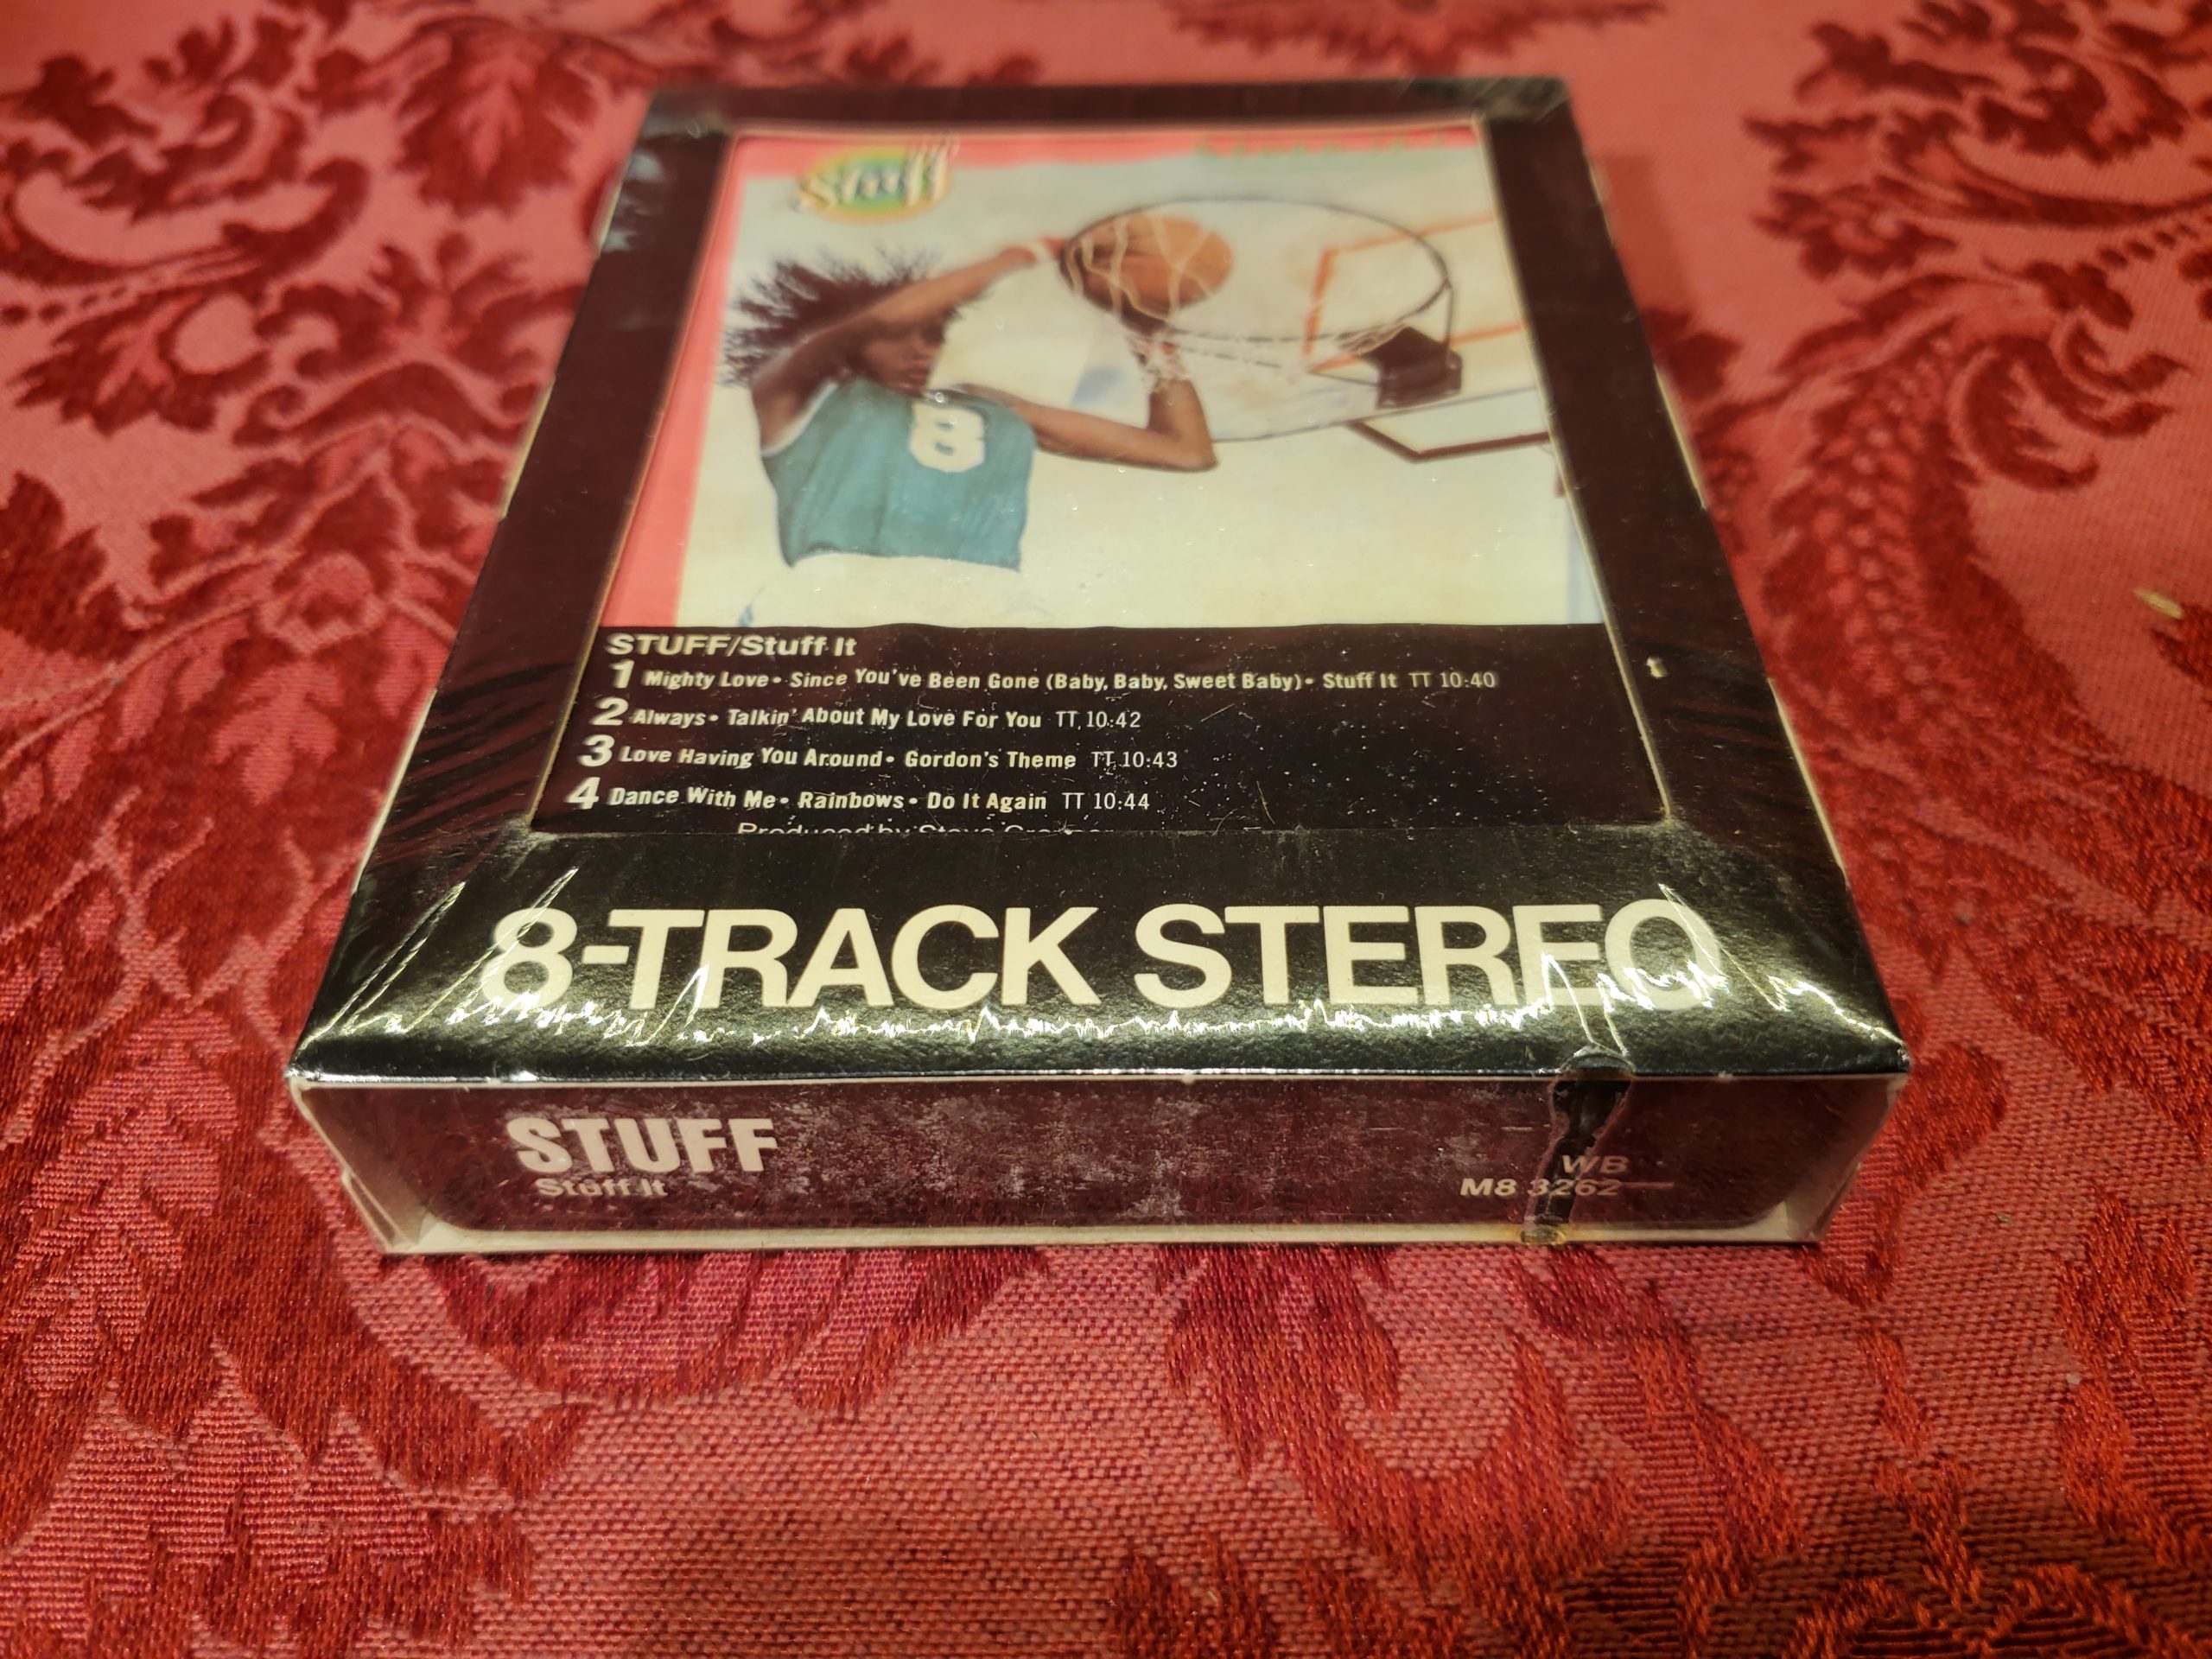 Stuff
8
STUFF/Stuff It
1 Mighty Love • Since You've Been Gone (Baby, Baby, Sweet Baby) • Stuff It TT 10:40
2 Always • Talkin' About My Love For You TT 10:42
3 Love Having You Around • Gordon's Theme TT 10:43
4 Dance With Me • Rainbows • Do It Again TT 10:44
Produced by Steve
8-TRACK STEREO
STUFF
Stuff It
WB
M8 3262